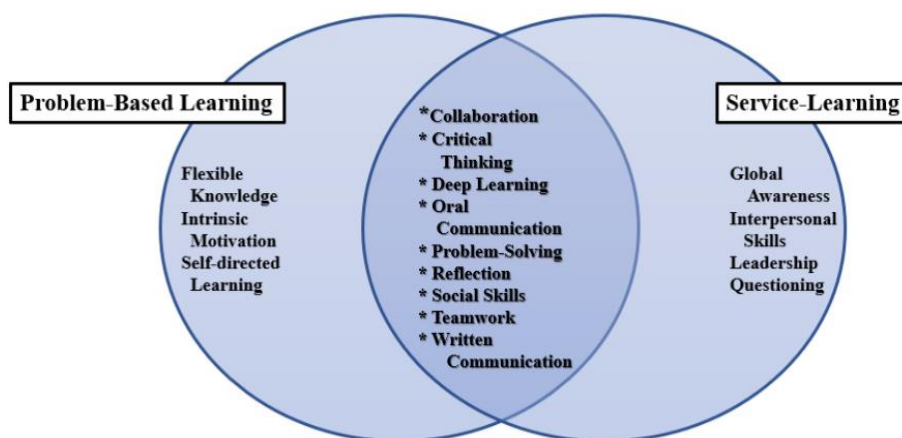 Problem-Based Learning
Service-Learning
Flexible
Knowledge
Intrinsic
Motivation
Self-directed
Learning
*Collaboration
* Critical
Thinking
* Deep Learning
* Oral
Communication
* Problem-Solving
* Reflection
* Social Skills
* Teamwork
* Written
Communication
Global
Awareness
Interpersonal
Skills
Leadership
Questioning